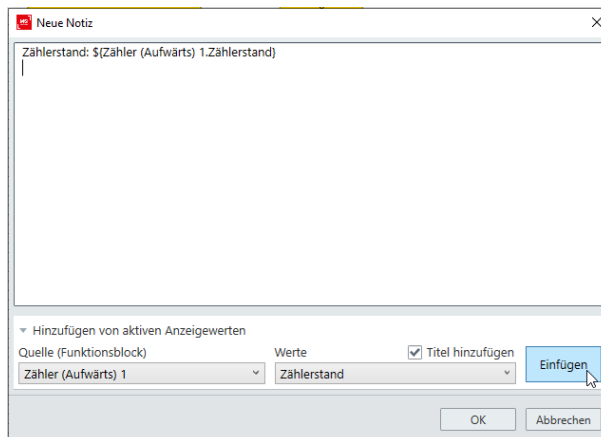 Neue Notiz
Zählerstand: ${Zähler (Aufwärts) 1.Zählerstand}
Hinzufügen von aktiven Anzeigewerten
Quelle (Funktionsblock) Werte Titel hinzufügen
Zähler (Aufwärts) 1 Zählerstand Einfügen
OK Abbrechen